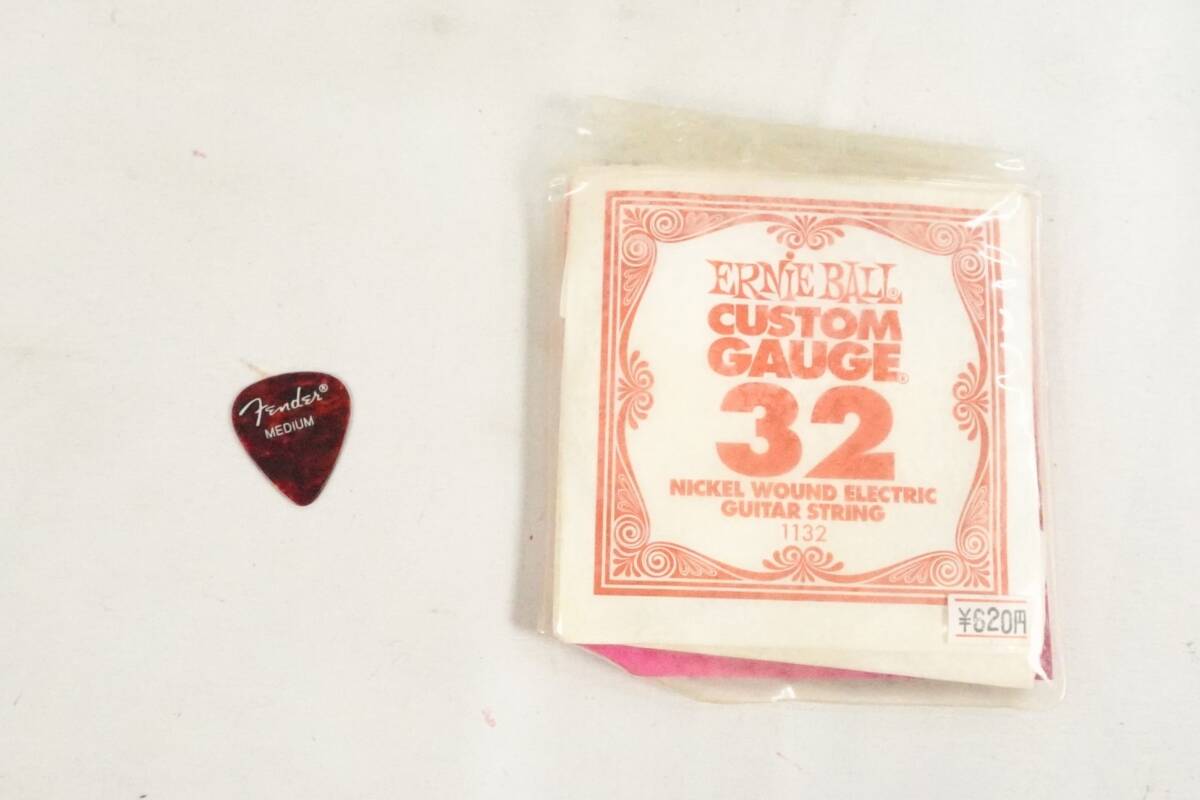 Fender®
MEDIUM
ERNIE BALL®
CUSTOM
GAUGE®
32
NICKEL WOUND ELECTRIC
GUITAR STRING
1132
¥620円